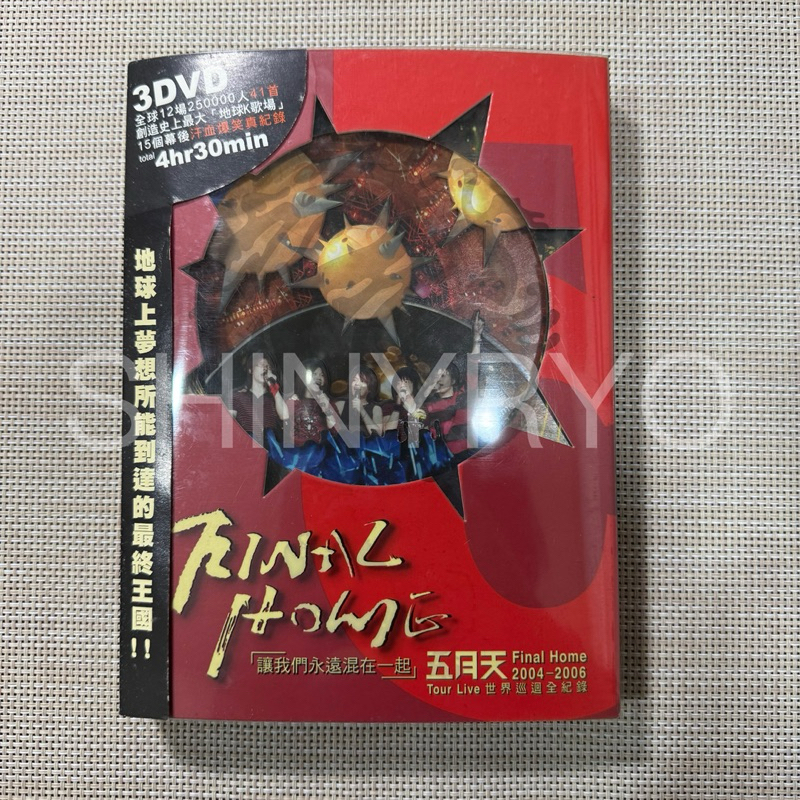 3DVD
全球12場250000人41首
創造史上最大「地球K歌場」
15個幕後汗血爆笑真紀錄
total 4hr30min
地球上夢想所能到達的最終王國!!
SHINYRYO
FINAL
HOME
「讓我們永遠混在一起」
五月天 Final Home
2004-2006
Tour Live 世界巡迴全紀錄